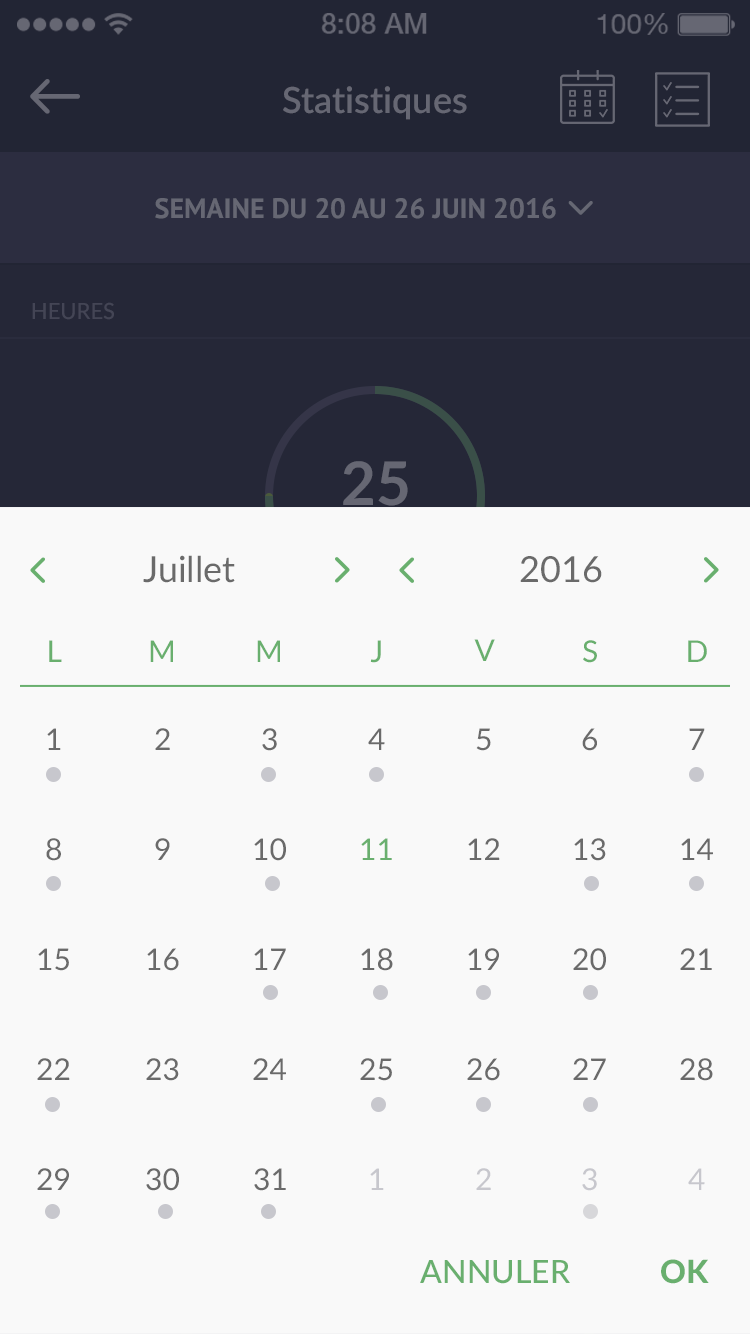 8:08 AM 100%
Statistiques
SEMAINE DU 20 AU 26 JUIN 2016
HEURES
25
Juillet 2016
L M M J V S D
1 2 3 4 5 6 7
8 9 10 11 12 13 14
15 16 17 18 19 20 21
22 23 24 25 26 27 28
29 30 31 1 2 3 4
ANNULER OK